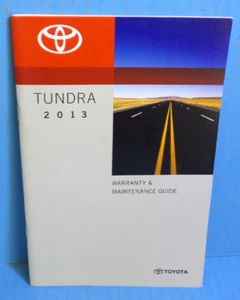 TUNDRA
2013
WARRANTY &
MAINTENANCE GUIDE
TOYOTA